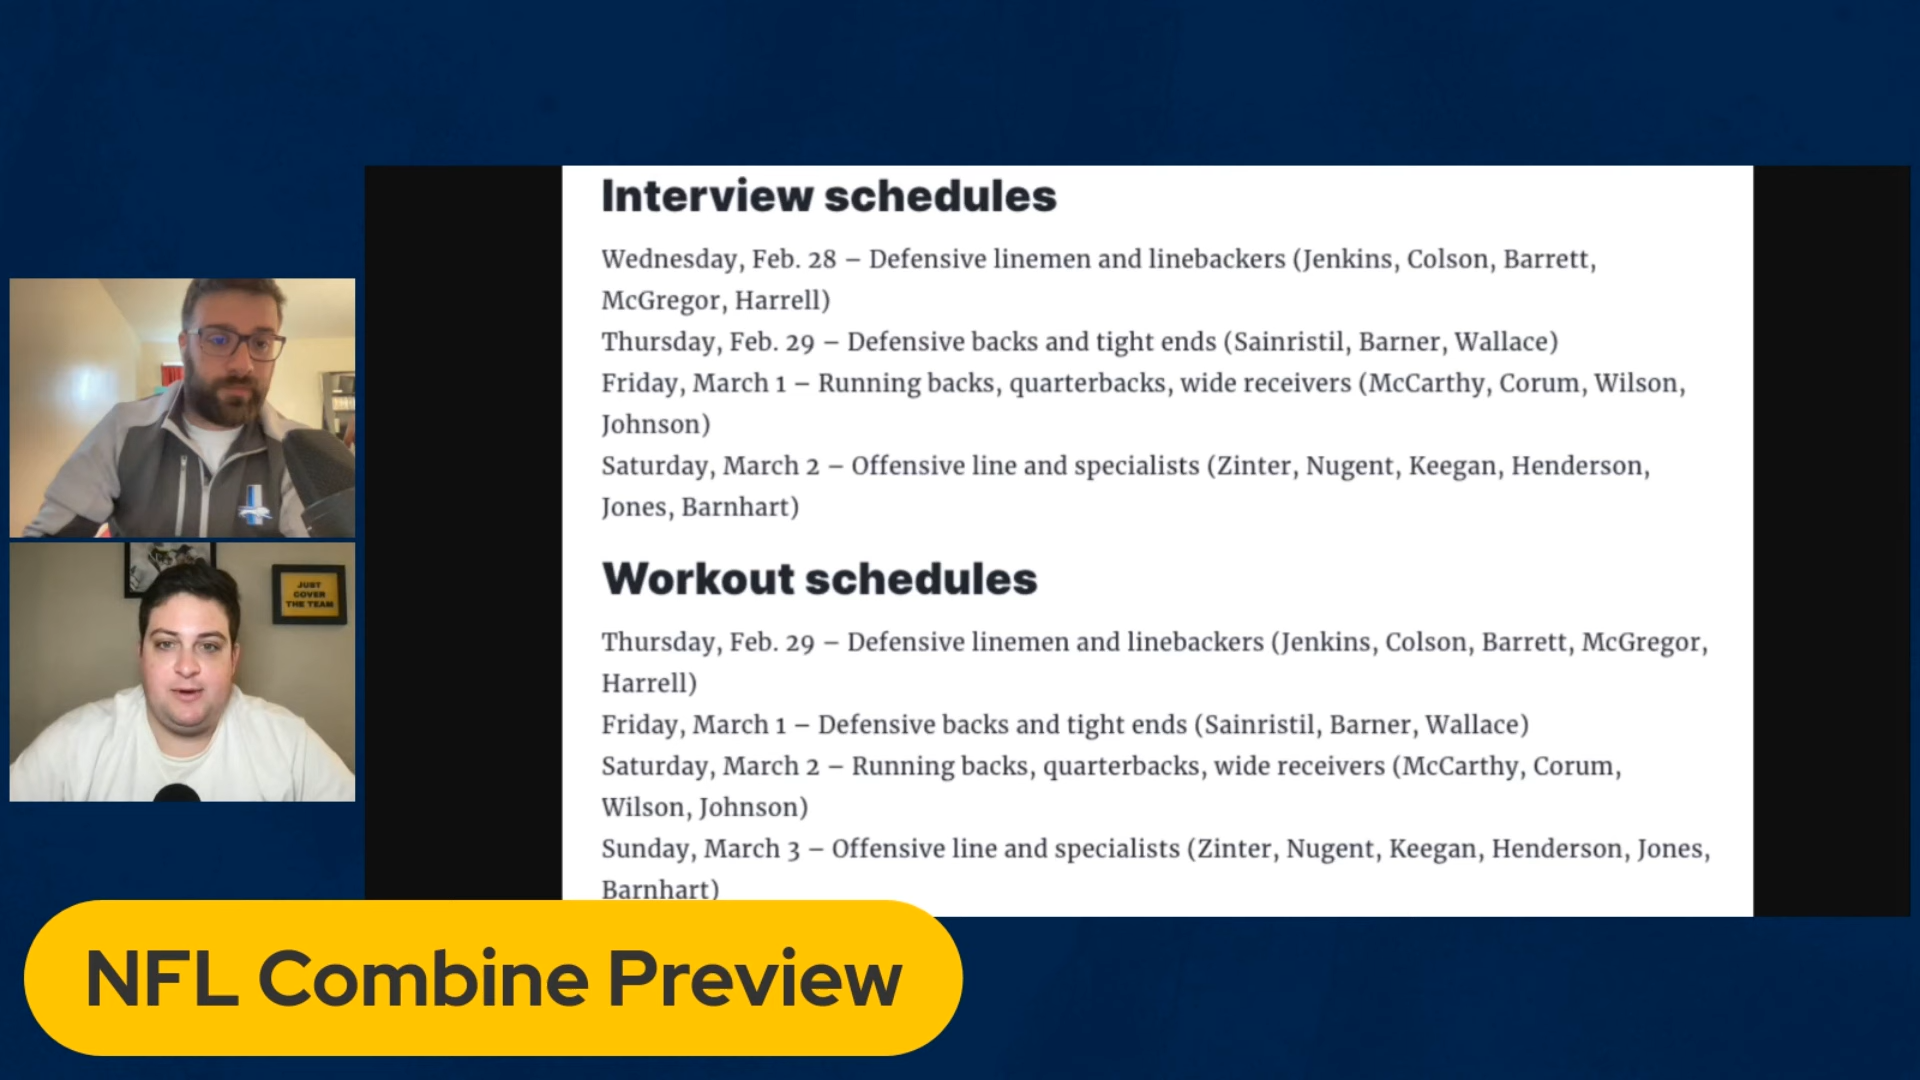 Interview schedules
Wednesday, Feb. 28 – Defensive linemen and linebackers (Jenkins, Colson, Barrett,
McGregor, Harrell)
Thursday, Feb. 29 – Defensive backs and tight ends (Sainristil, Barner, Wallace)
Friday, March 1 – Running backs, quarterbacks, wide receivers (McCarthy, Corum, Wilson,
Johnson)
Saturday, March 2 – Offensive line and specialists (Zinter, Nugent, Keegan, Henderson,
Jones, Barnhart)
Workout schedules
Thursday, Feb. 29 – Defensive linemen and linebackers (Jenkins, Colson, Barrett, McGregor,
Harrell)
Friday, March 1 – Defensive backs and tight ends (Sainristil, Barner, Wallace)
Saturday, March 2 – Running backs, quarterbacks, wide receivers (McCarthy, Corum,
Wilson, Johnson)
Sunday, March 3 – Offensive line and specialists (Zinter, Nugent, Keegan, Henderson, Jones,
Barnhart)
JUST
COVER
THE TEAM
NFL Combine Preview